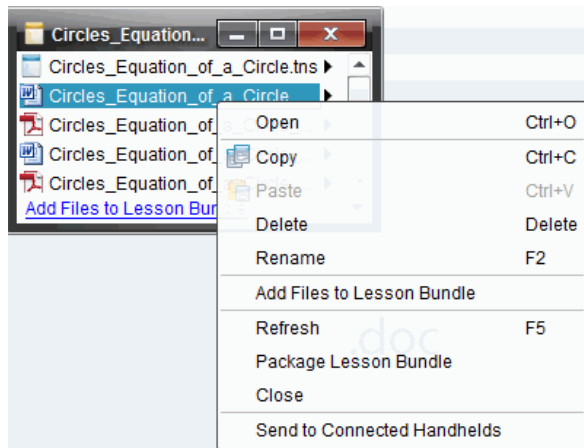 Circles_Equation...
Circles_Equation_of_a_Circle.tns
Circles_Equation_of_a_Circle
Circles_Equation_of
Circles_Equation_of
Circles_Equation_of
Add Files to Lesson Bun
Open Ctrl+O
Copy Ctrl+C
Paste Ctrl+V
Delete Delete
Rename F2
Add Files to Lesson Bundle
Refresh F5
.doc
Package Lesson Bundle
Close
Send to Connected Handhelds